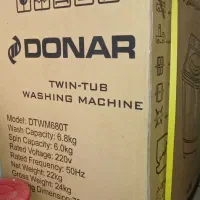 DONAR
TWIN-TUB
WASHING MACHINE
Model: DTWM680T
Wash Capacity: 6.8kg
Spin Capacity: 6.0kg
Rated Voltage: 220v
Rated Frequency: 50Hz
Net Weight: 22kg
Gross Weight: 24kg
Dimension: